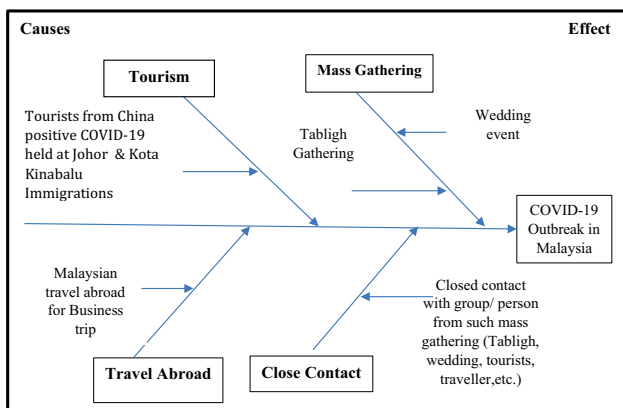 Causes
Effect
Tourism
Mass Gathering
Tourists from China
positive COVID-19
held at Johor & Kota
Kinabalu
Immigrations
Tabligh
Gathering
Wedding
event
COVID-19
Outbreak in
Malaysia
Malaysian
travel abroad
for Business
trip
Closed contact
with group/ person
from such mass
gathering (Tabligh,
wedding, tourists,
traveller,etc.)
Travel Abroad
Close Contact